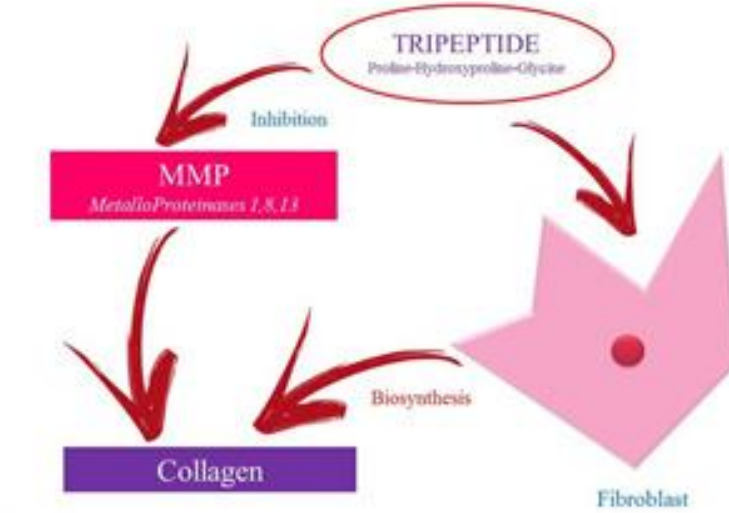 TRIPEPTIDE
Proline-Hydroxyproline-Glycine
Inhibition
MMP
MetalloProteinases 1,8,13
Biosynthesis
Collagen
Fibroblast